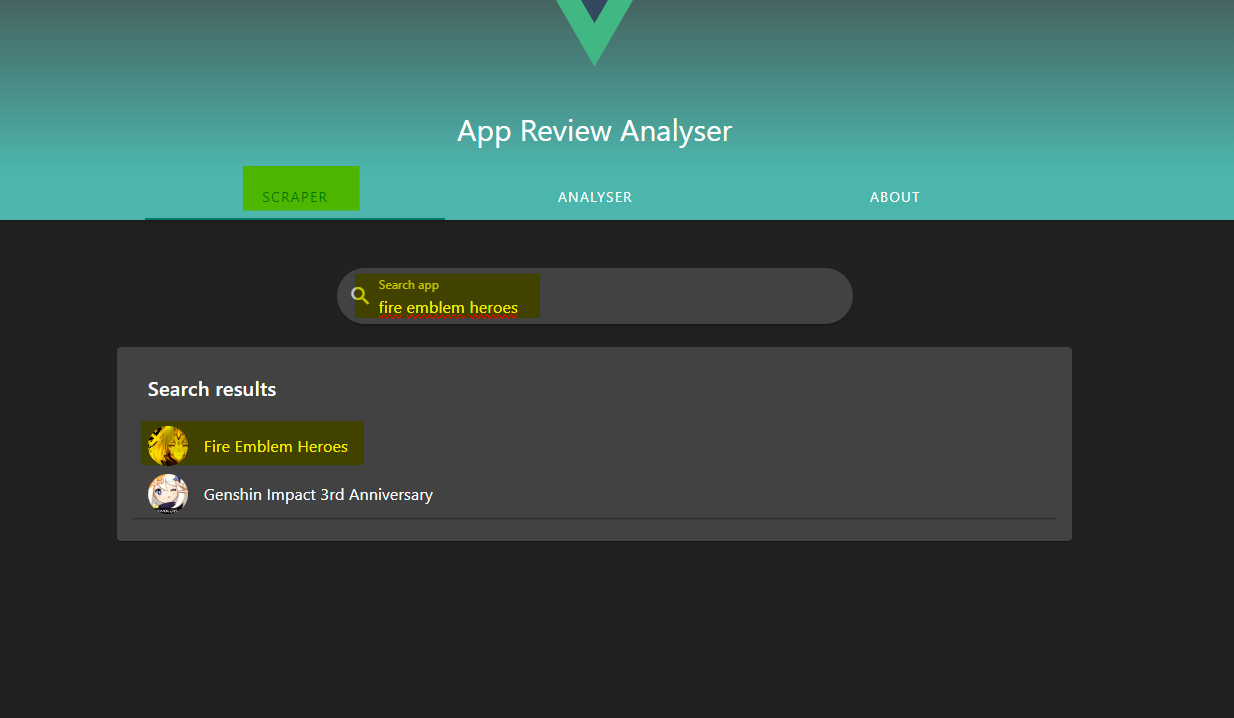 App Review Analyser
SCRAPER
ANALYSER
ABOUT
Search app
fire emblem heroes
Search results
Fire Emblem Heroes
Genshin Impact 3rd Anniversary